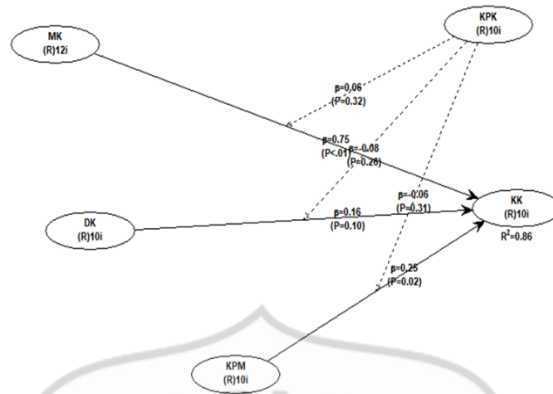 MK
(R)12i
KPK
(R)10i
β=0.06
(P=0.32)
β=0.75
(P<.01)
β=-0.08
(P=0.26)
DK
(R)10i
β=0.16
(P=0.10)
β=-0.06
(P=0.31)
KK
(R)10i
R²=0.86
β=0.25
(P=0.02)
KPM
(R)10i